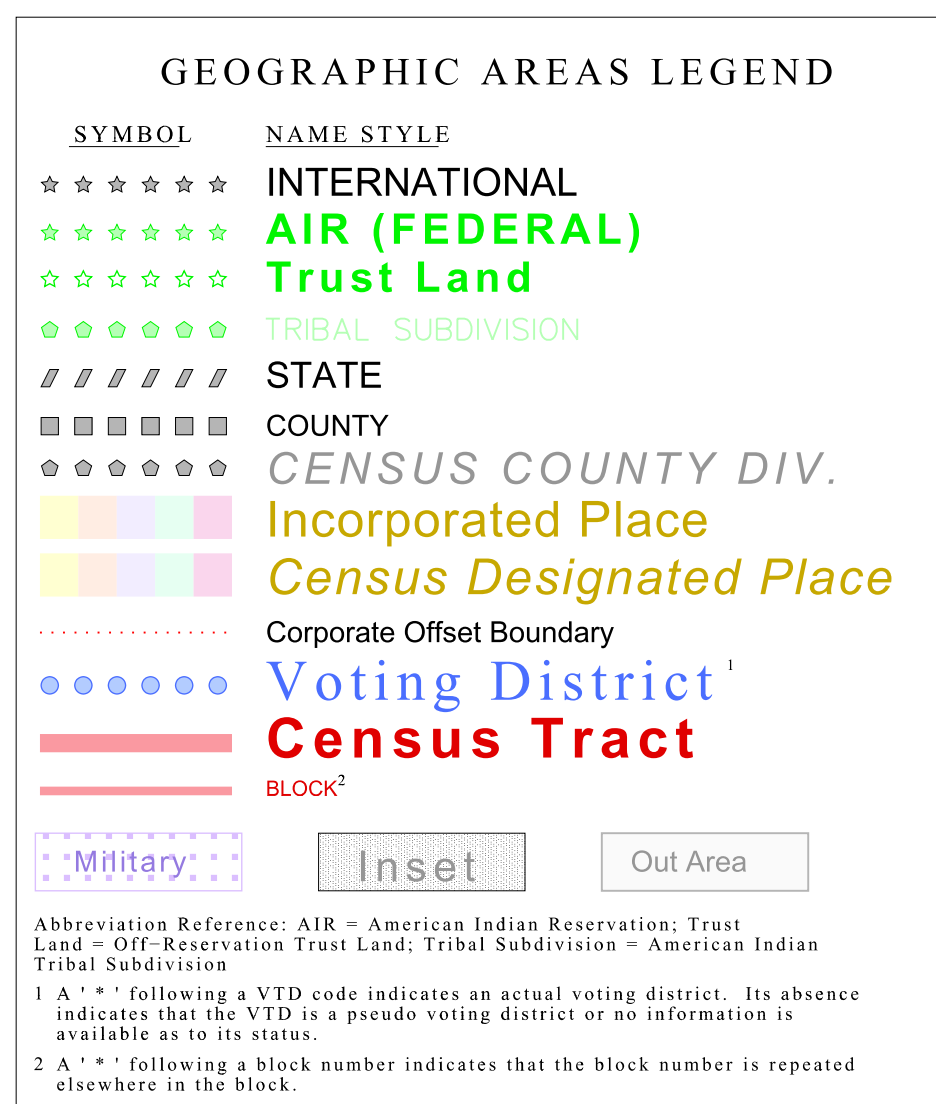 GEOGRAPHIC AREAS LEGEND
SYMBOL NAME STYLE
INTERNATIONAL
AIR (FEDERAL)
Trust Land
TRIBAL SUBDIVISION
STATE
COUNTY
CENSUS COUNTY DIV.
Incorporated Place
Census Designated Place
Corporate Offset Boundary
Voting District 1
Census Tract
BLOCK2
Military Inset Out Area
Abbreviation Reference: AIR = American Indian Reservation; Trust
Land = Off−Reservation Trust Land; Tribal Subdivision = American Indian
Tribal Subdivision
1 A ' * ' following a VTD code indicates an actual voting district. Its absence
indicates that the VTD is a pseudo voting district or no information is
available as to its status.
2 A ' * ' following a block number indicates that the block number is repeated
elsewhere in the block.